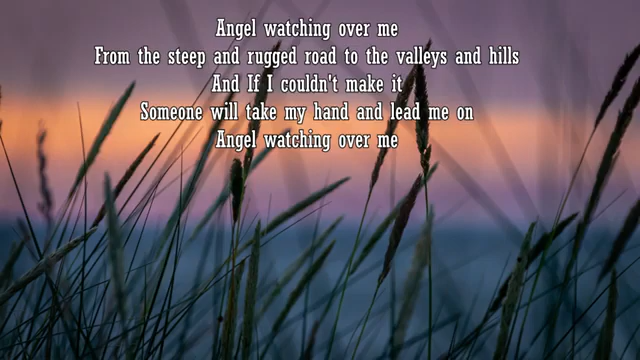 Angel watching over me
From the steep and rugged road to the valleys and hills
And If I couldn't make it
Someone will take my hand and lead me on
Angel watching over me